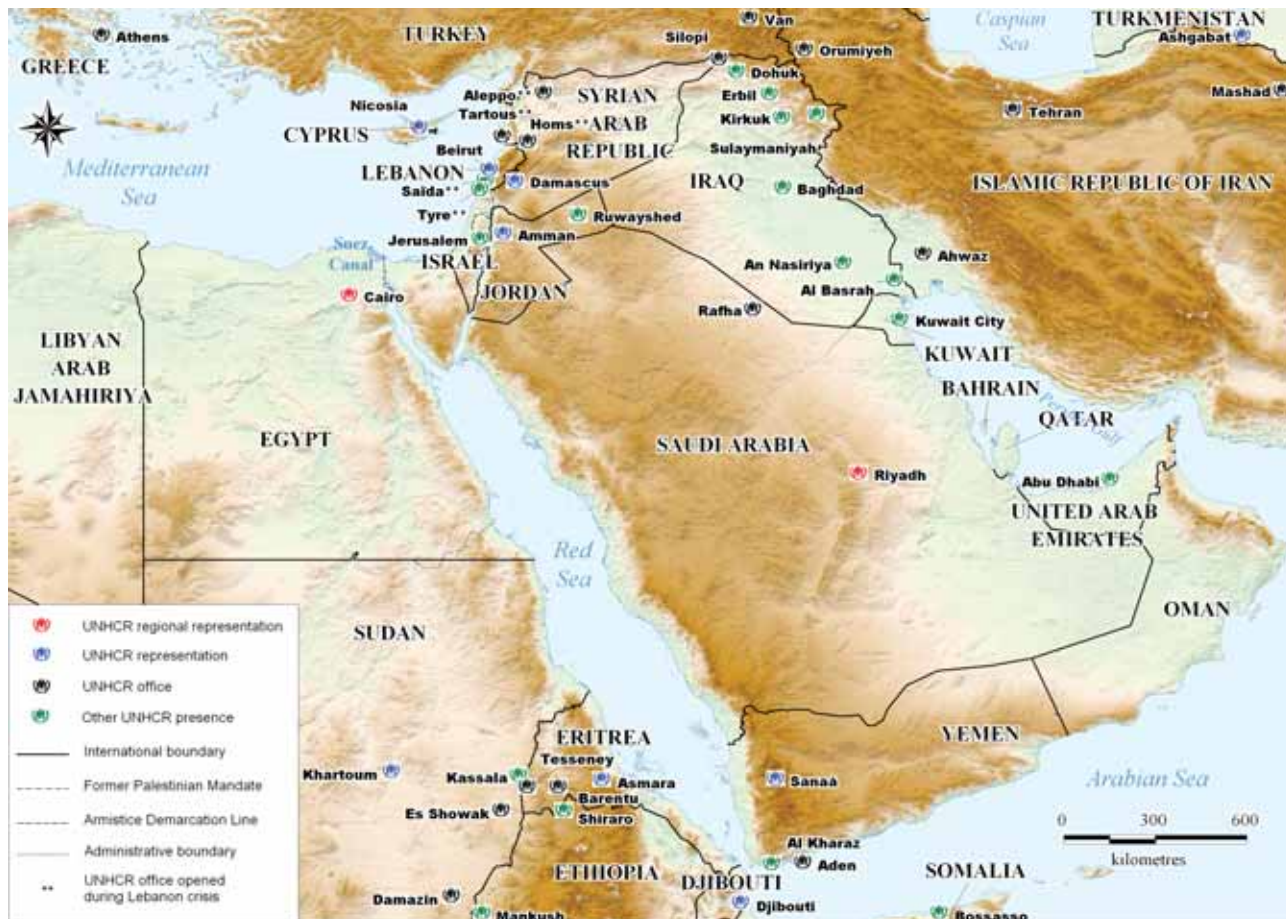 Athens
GREECE
TURKEY
Van
Silopi
Orumiyeh
Caspian
Sea
TURKMENISTAN
Ashgabat
Mashad
Tehran
Dohuk
Erbil
Kirkuk
Sulaymaniyah
Nicosia
CYPRUS
Aleppo**
Tartous**
Homs**
SYRIAN
ARAB
REPUBLIC
Beirut
LEBANON
Saïda**
Damascus
Tyre**
IRAQ
Baghdad
ISLAMIC REPUBLIC OF IRAN
Mediterranean
Sea
Jerusalem
Amman
Ruwayshed
ISRAEL
JORDAN
Suez
Canal
Cairo
An Nasiriya
Al Basrah
Ahwaz
Rafha
Kuwait City
KUWAIT
BAHRAIN
QATAR
LIBYAN
ARAB
JAMAHIRIYA
EGYPT
SAUDI ARABIA
Riyadh
Abu Dhabi
UNITED ARAB
EMIRATES
OMAN
Red
Sea
SUDAN
YEMEN
Sanaá
Arabian Sea
ERITREA
Tesseney
Khartoum
Kassala
Asmara
Barentu
Es Showak
Shiraro
ETHIOPIA
Al Kharaz
Aden
DJIBOUTI
Djibouti
SOMALIA
Bossasso
Damazin
Mankush
0 300 600
kilometres
UNHCR regional representation
UNHCR representation
UNHCR office
Other UNHCR presence
International boundary
Former Palestinian Mandate
Armistice Demarcation Line
Administrative boundary
** UNHCR office opened
during Lebanon crisis